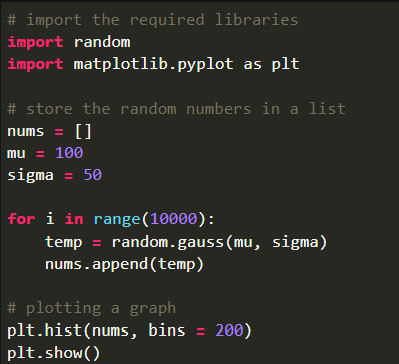 # import the required libraries
import random
import matplotlib.pyplot as plt

# store the random numbers in a list
nums = []
mu = 100
sigma = 50

for i in range(10000):
    temp = random.gauss(mu, sigma)
    nums.append(temp)

# plotting a graph
plt.hist(nums, bins = 200)
plt.show()